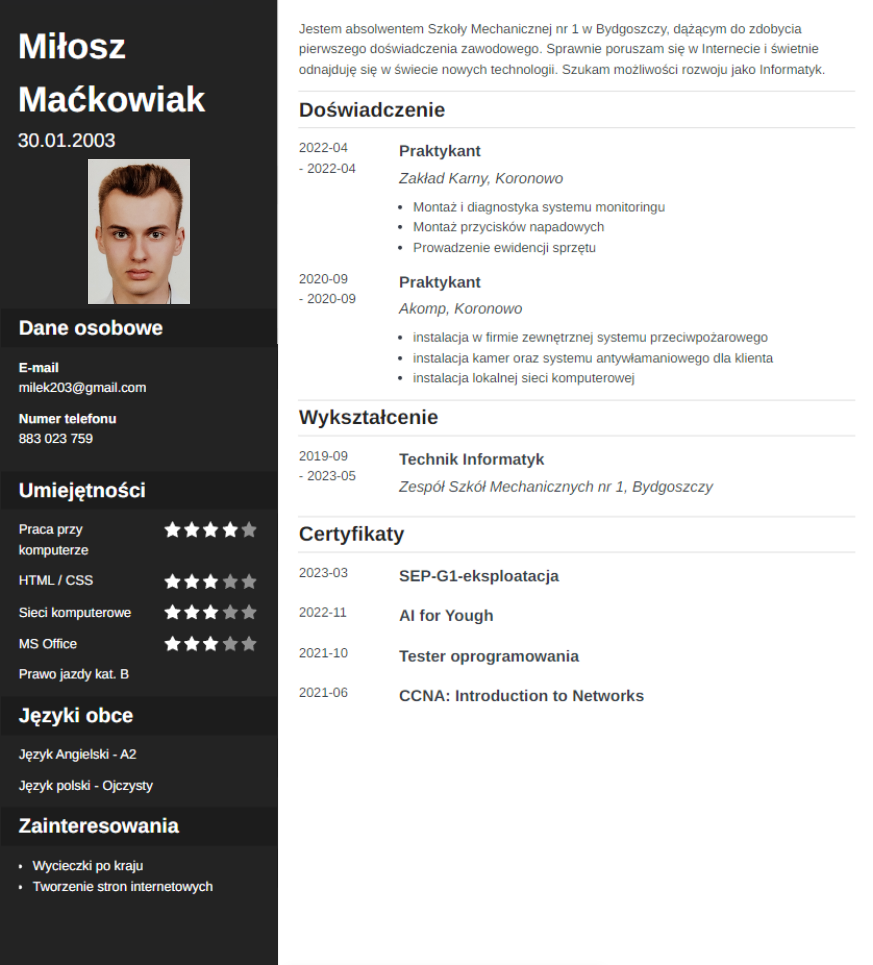 Miłosz
Maćkowiak
30.01.2003
Dane osobowe
E-mail
milek203@gmail.com
Numer telefonu
883 023 759
Umiejętności
Praca przy
komputerze
HTML / CSS
Sieci komputerowe
MS Office
Prawo jazdy kat. B
Języki obce
Język Angielski - A2
Język polski - Ojczysty
Zainteresowania
• Wycieczki po kraju
• Tworzenie stron internetowych
Jestem absolwentem Szkoły Mechanicznej nr 1 w Bydgoszczy, dążącym do zdobycia
pierwszego doświadczenia zawodowego. Sprawnie poruszam się w Internecie i świetnie
odnajduję się w świecie nowych technologii. Szukam możliwości rozwoju jako Informatyk.
Doświadczenie
2022-04
- 2022-04
Praktykant
Zakład Karny, Koronowo
• Montaż i diagnostyka systemu monitoringu
• Montaż przycisków napadowych
• Prowadzenie ewidencji sprzętu
2020-09
- 2020-09
Praktykant
Akomp, Koronowo
• instalacja w firmie zewnętrznej systemu przeciwpożarowego
• instalacja kamer oraz systemu antywłamaniowego dla klienta
• instalacja lokalnej sieci komputerowej
Wykształcenie
2019-09
- 2023-05
Technik Informatyk
Zespół Szkół Mechanicznych nr 1, Bydgoszczy
Certyfikaty
2023-03 SEP-G1-eksploatacja
2022-11 AI for Yough
2021-10 Tester oprogramowania
2021-06 CCNA: Introduction to Networks